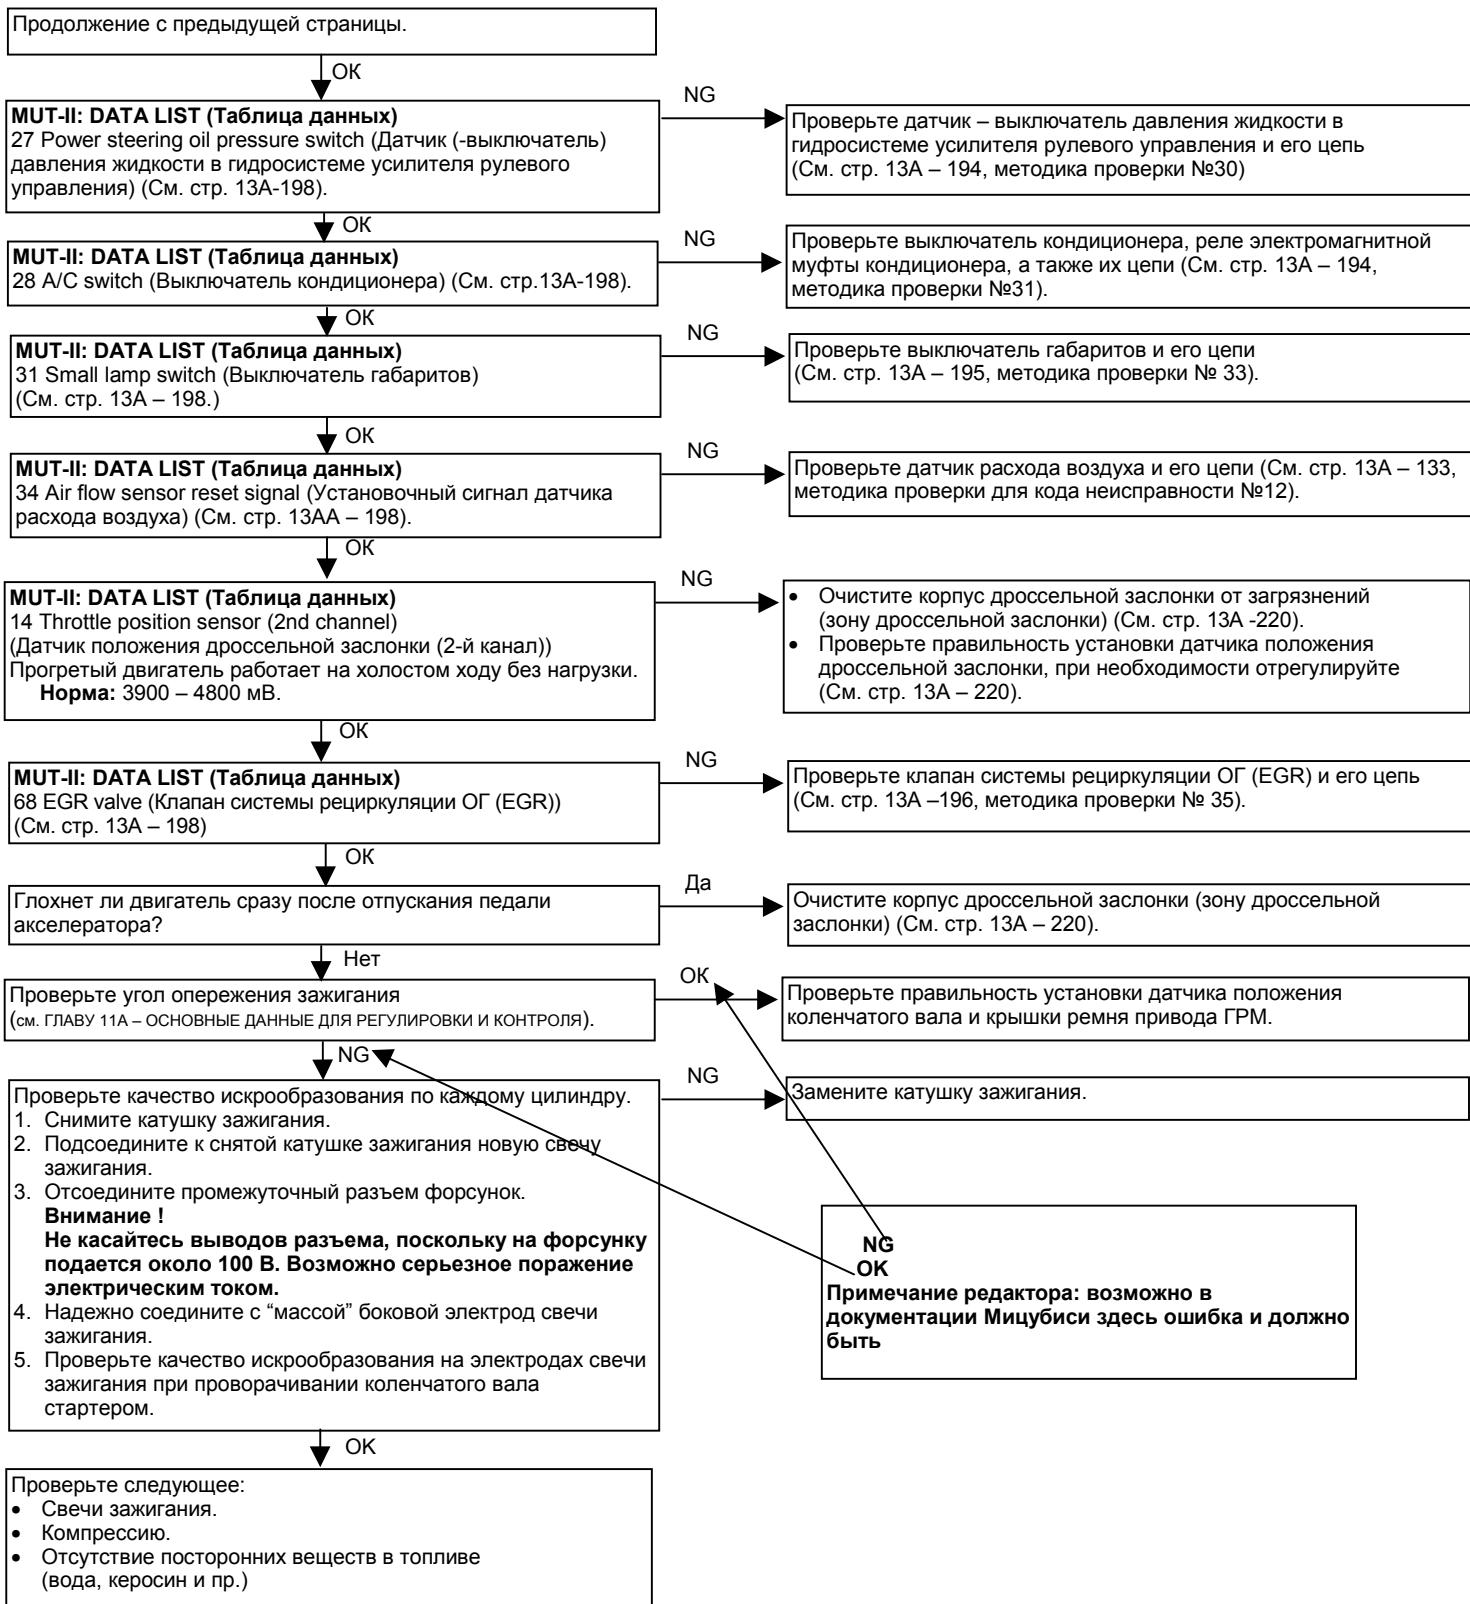 Продолжение с предыдущей страницы.
ОК
MUT-II: DATA LIST (Таблица данных)
27 Power steering oil pressure switch (Датчик (-выключатель)
давления жидкости в гидросистеме усилителя рулевого
управления) (См. стр. 13A-198).
NG
Проверьте датчик – выключатель давления жидкости в
гидросистеме усилителя рулевого управления и его цепь
(См. стр. 13A – 194, методика проверки №30)
ОК
MUT-II: DATA LIST (Таблица данных)
28 A/C switch (Выключатель кондиционера) (См. стр.13A-198).
NG
Проверьте выключатель кондиционера, реле электромагнитной
муфты кондиционера, а также их цепи (См. стр. 13A – 194,
методика проверки №31).
ОК
MUT-II: DATA LIST (Таблица данных)
31 Small lamp switch (Выключатель габаритов)
(См. стр. 13A – 198.)
NG
Проверьте выключатель габаритов и его цепи
(См. стр. 13A – 195, методика проверки № 33).
ОК
MUT-II: DATA LIST (Таблица данных)
34 Air flow sensor reset signal (Установочный сигнал датчика
расхода воздуха) (См. стр. 13AA – 198).
NG
Проверьте датчик расхода воздуха и его цепи (См. стр. 13A – 133,
методика проверки для кода неисправности №12).
ОК
MUT-II: DATA LIST (Таблица данных)
14 Throttle position sensor (2nd channel)
(Датчик положения дроссельной заслонки (2-й канал))
Прогретый двигатель работает на холостом ходу без нагрузки.
Норма: 3900 – 4800 мВ.
NG
• Очистите корпус дроссельной заслонки от загрязнений
(зону дроссельной заслонки) (См. стр. 13A -220).
• Проверьте правильность установки датчика положения
дроссельной заслонки, при необходимости отрегулируйте
(См. стр. 13A – 220).
ОК
MUT-II: DATA LIST (Таблица данных)
68 EGR valve (Клапан системы рециркуляции ОГ (EGR))
(См. стр. 13A – 198)
NG
Проверьте клапан системы рециркуляции ОГ (EGR) и его цепь
(См. стр. 13A –196, методика проверки № 35).
ОК
Глохнет ли двигатель сразу после отпускания педали
акселератора?
Да
Очистите корпус дроссельной заслонки (зону дроссельной
заслонки) (См. стр. 13A – 220).
Нет
Проверьте угол опережения зажигания
(см. ГЛАВУ 11А – ОСНОВНЫЕ ДАННЫЕ ДЛЯ РЕГУЛИРОВКИ И КОНТРОЛЯ).
ОК
Проверьте правильность установки датчика положения
коленчатого вала и крышки ремня привода ГРМ.
NG
Проверьте качество искрообразования по каждому цилиндру.
1. Снимите катушку зажигания.
2. Подсоедините к снятой катушке зажигания новую свечу
зажигания.
3. Отсоедините промежуточный разъем форсунок.
Внимание !
Не касайтесь выводов разъема, поскольку на форсунку
подается около 100 В. Возможно серьезное поражение
электрическим током.
4. Надежно соедините с “массой” боковой электрод свечи
зажигания.
5. Проверьте качество искрообразования на электродах свечи
зажигания при проворачивании коленчатого вала
стартером.
NG
Замените катушку зажигания.
NG
OK
Примечание редактора: возможно в
документации Мицубиси здесь ошибка и должно
быть
OK
Проверьте следующее:
• Свечи зажигания.
• Компрессию.
• Отсутствие посторонних веществ в топливе
(вода, керосин и пр.)